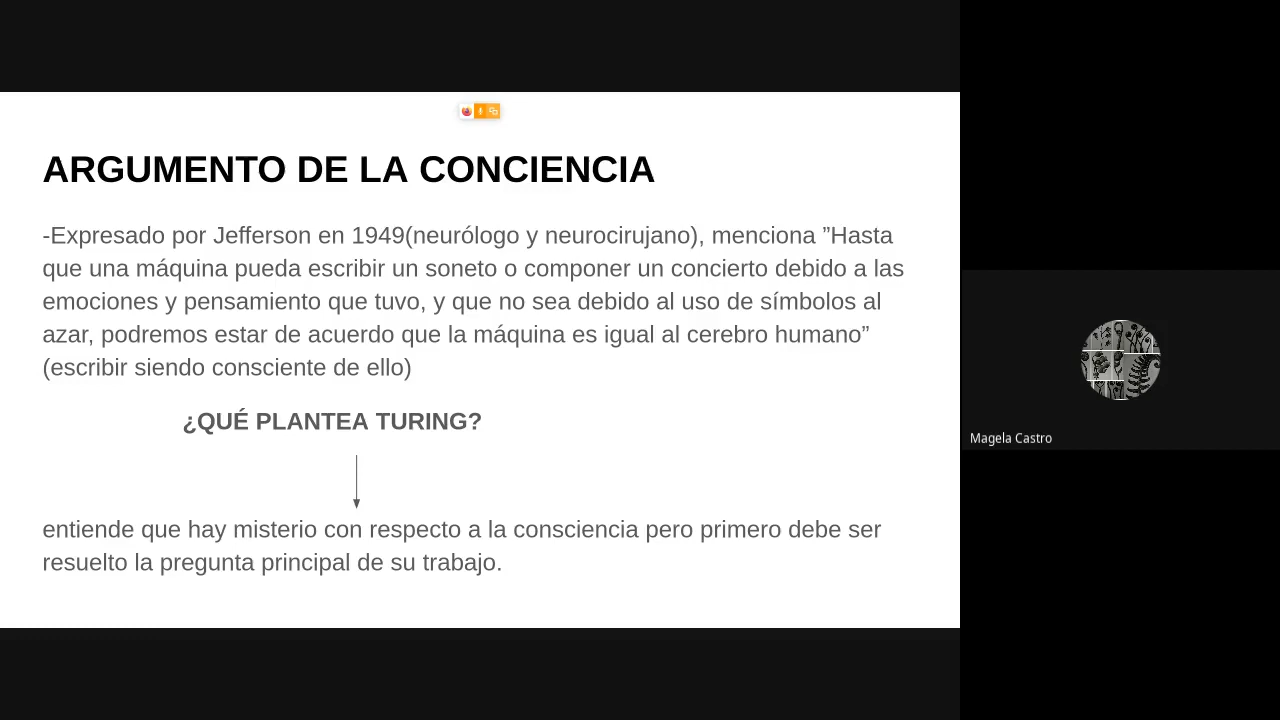 ARGUMENTO DE LA CONCIENCIA
-Expresado por Jefferson en 1949(neurólogo y neurocirujano), menciona ”Hasta
que una máquina pueda escribir un soneto o componer un concierto debido a las
emociones y pensamiento que tuvo, y que no sea debido al uso de símbolos al
azar, podremos estar de acuerdo que la máquina es igual al cerebro humano”
(escribir siendo consciente de ello)
¿QUÉ PLANTEA TURING?
entiende que hay misterio con respecto a la consciencia pero primero debe ser
resuelto la pregunta principal de su trabajo.
Magela Castro